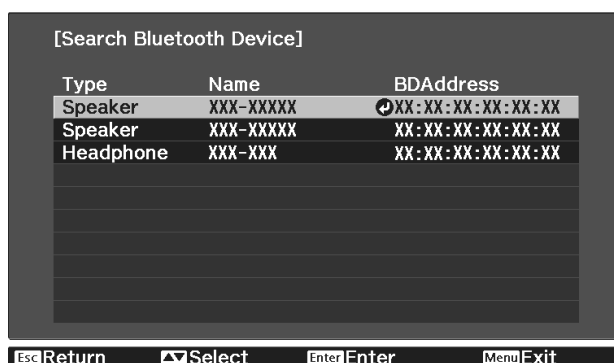 [Search Bluetooth Device]
Type Name BDAddress
Speaker XXX-XXXXX XX:XX:XX:XX:XX:XX
Speaker XXX-XXXXX XX:XX:XX:XX:XX:XX
Headphone XXX-XXX XX:XX:XX:XX:XX:XX
Esc Return Select Enter Enter Menu Exit